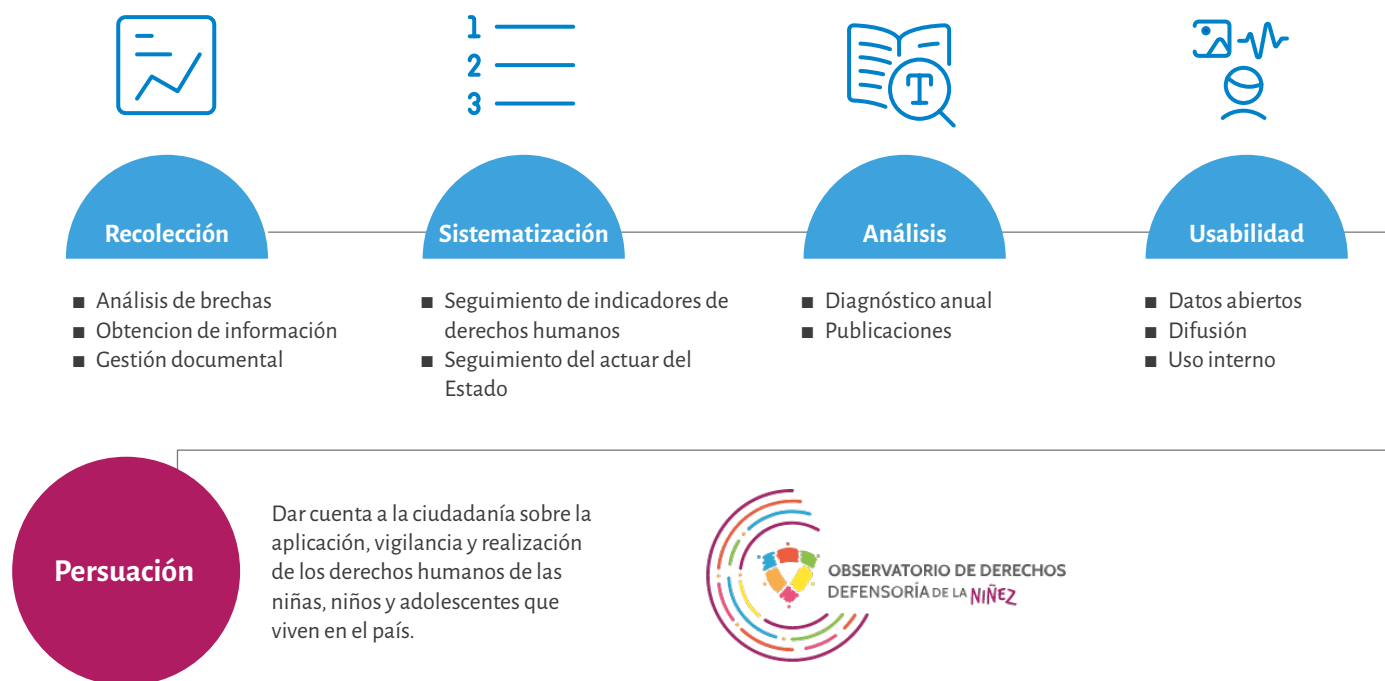 1
2
3
T
Recolección
Sistematización
Análisis
Usabilidad
■ Análisis de brechas
■ Obtencion de información
■ Gestión documental
■ Seguimiento de indicadores de
derechos humanos
■ Seguimiento del actuar del
Estado
■ Diagnóstico anual
■ Publicaciones
■ Datos abiertos
■ Difusión
■ Uso interno
Persuación
Dar cuenta a la ciudadanía sobre la
aplicación, vigilancia y realización
de los derechos humanos de las
niñas, niños y adolescentes que
viven en el país.
OBSERVATORIO DE DERECHOS
DEFENSORÍA DE LA NIÑEZ